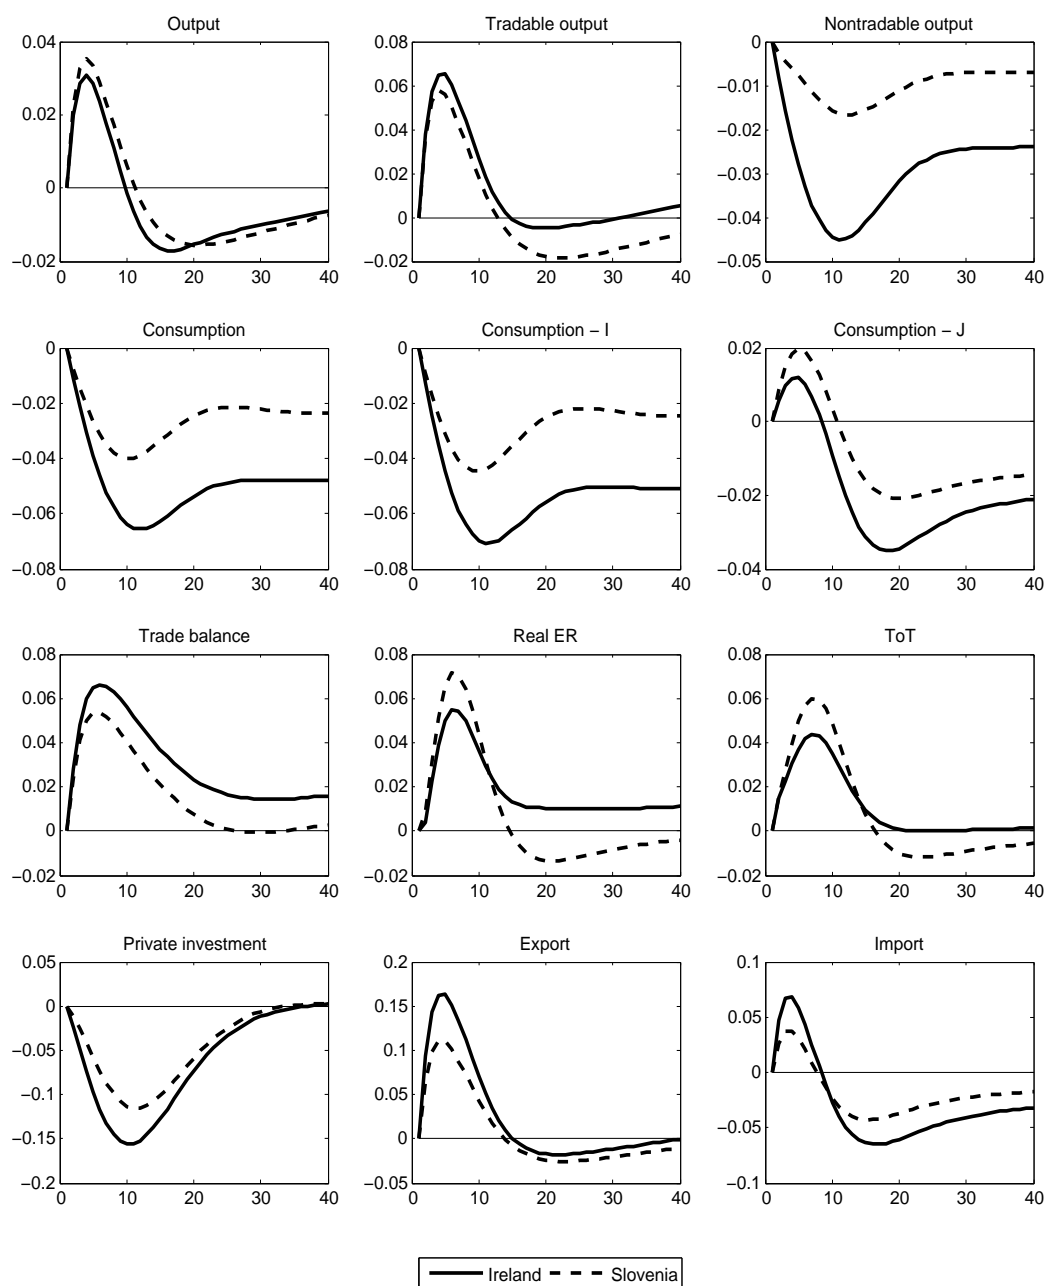 Output
Tradable output
Nontradable output
0.04
0.02
0
−0.02
0 10 20 30 40
0.08
0.06
0.04
0.02
0
−0.02
0 10 20 30 40
0
−0.01
−0.02
−0.03
−0.04
−0.05
0 10 20 30 40
Consumption
Consumption − I
Consumption − J
0
−0.02
−0.04
−0.06
−0.08
0 10 20 30 40
0
−0.02
−0.04
−0.06
−0.08
0 10 20 30 40
0.02
0
−0.02
−0.04
0 10 20 30 40
Trade balance
Real ER
ToT
0.08
0.06
0.04
0.02
0
−0.02
0 10 20 30 40
0.08
0.06
0.04
0.02
0
−0.02
0 10 20 30 40
0.08
0.06
0.04
0.02
0
−0.02
0 10 20 30 40
Private investment
Export
Import
0.05
0
−0.05
−0.1
−0.15
−0.2
0 10 20 30 40
0.2
0.15
0.1
0.05
0
−0.05
0 10 20 30 40
0.1
0.05
0
−0.05
−0.1
0 10 20 30 40
Ireland Slovenia